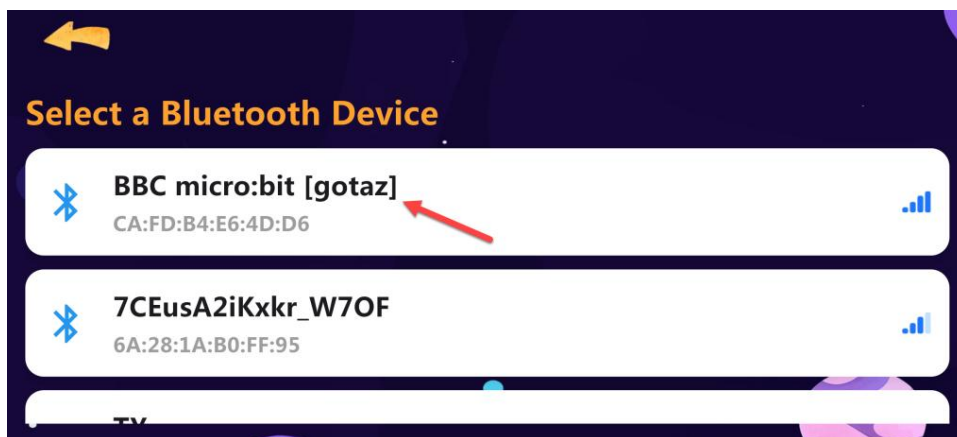 Select a Bluetooth Device
BBC micro:bit [gotaz]
CA:FD:B4:E6:4D:D6
7CEusA2iKxkr_W7OF
6A:28:1A:B0:FF:95